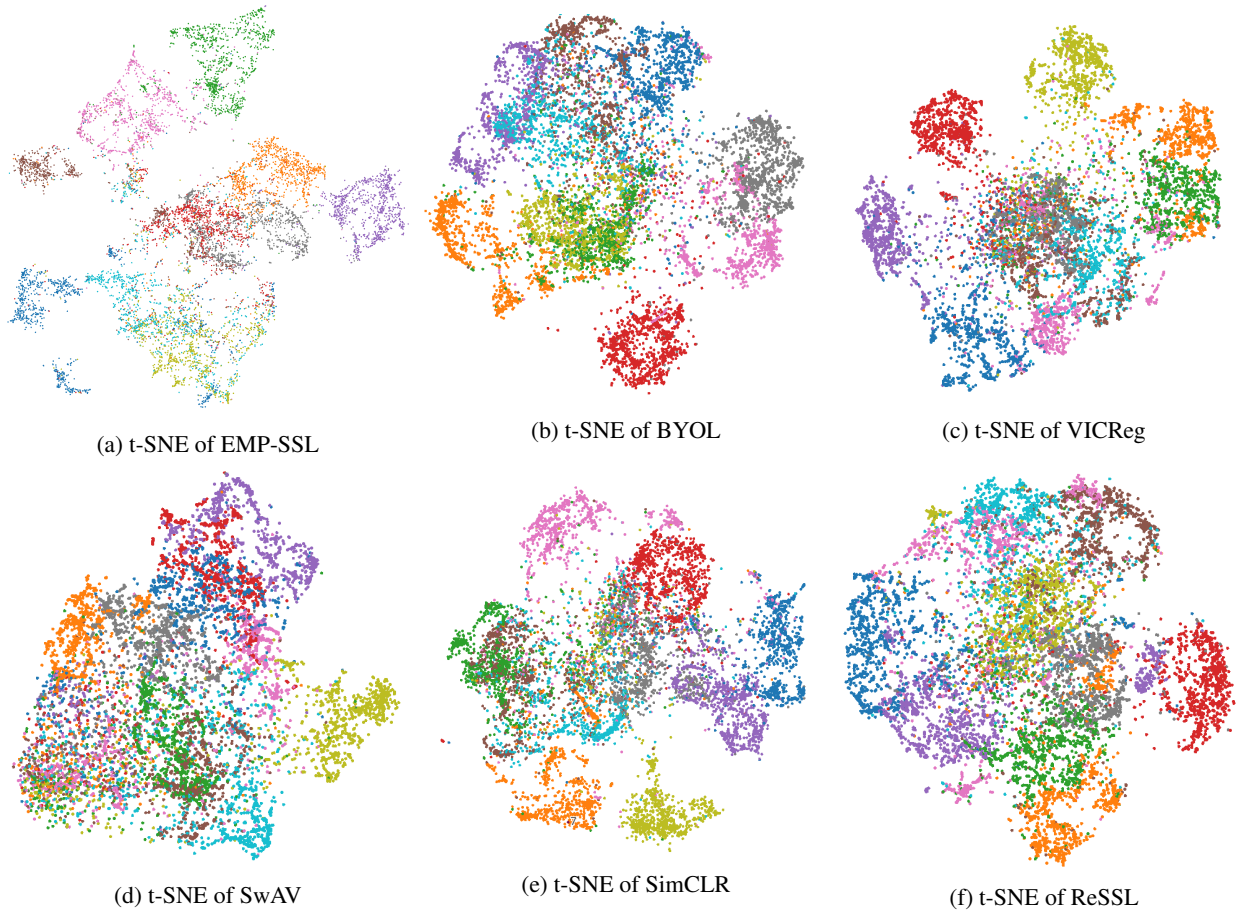 (a) t-SNE of EMP-SSL
(b) t-SNE of BYOL
(c) t-SNE of VICReg
(d) t-SNE of SwAV
(e) t-SNE of SimCLR
(f) t-SNE of ReSSL